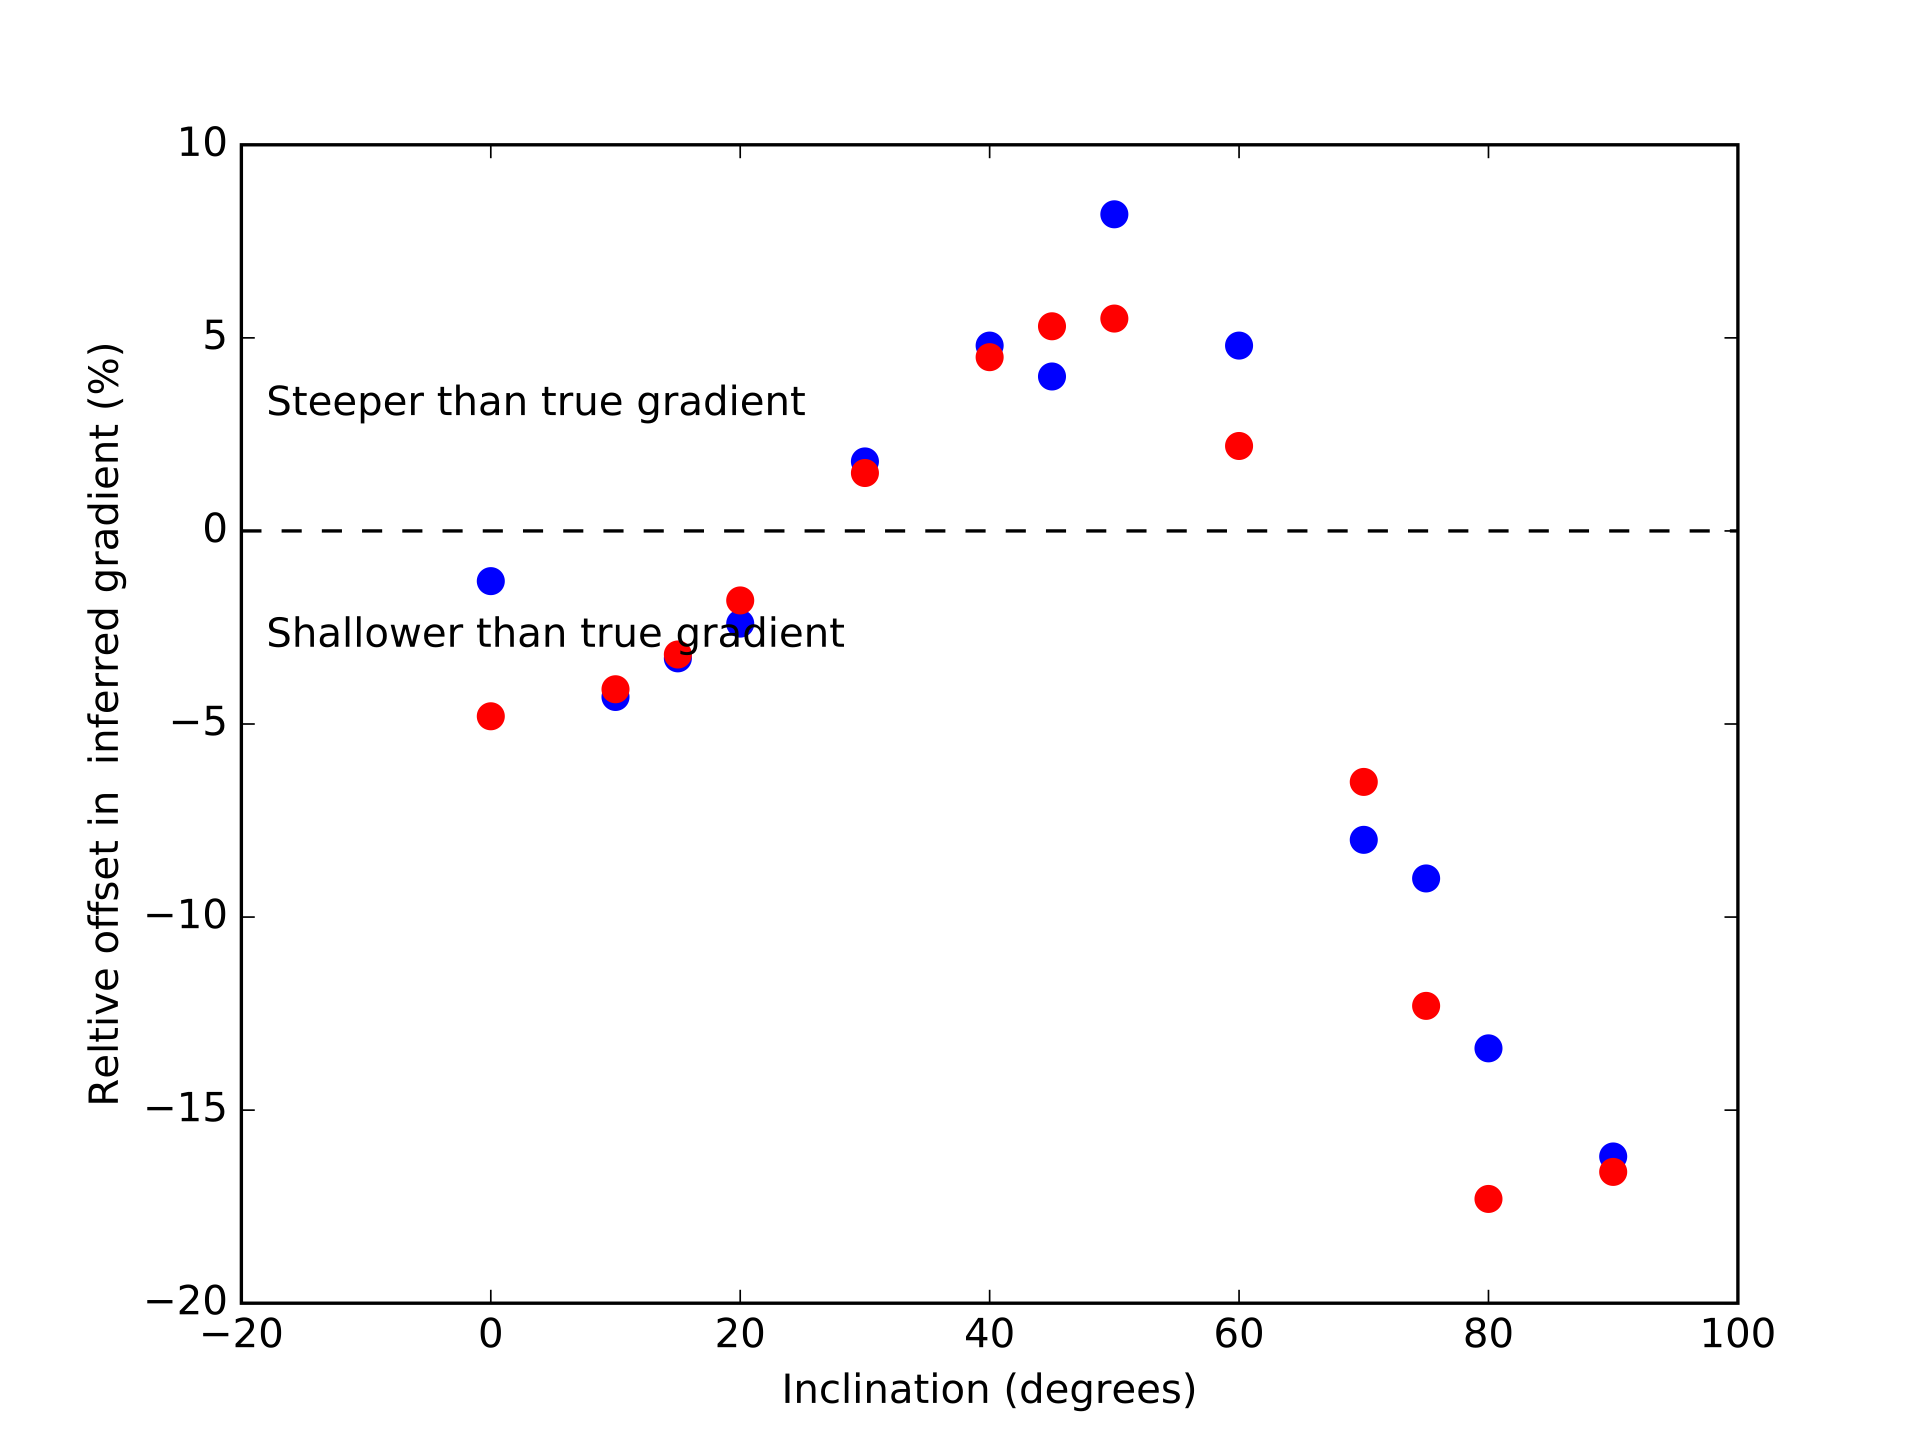 10
5
0
−5
−10
−15
−20
Steeper than true gradient
Shallower than true gradient
−20 0 20 40 60 80 100
Inclination (degrees)
Reltive offset in  inferred gradient (%)